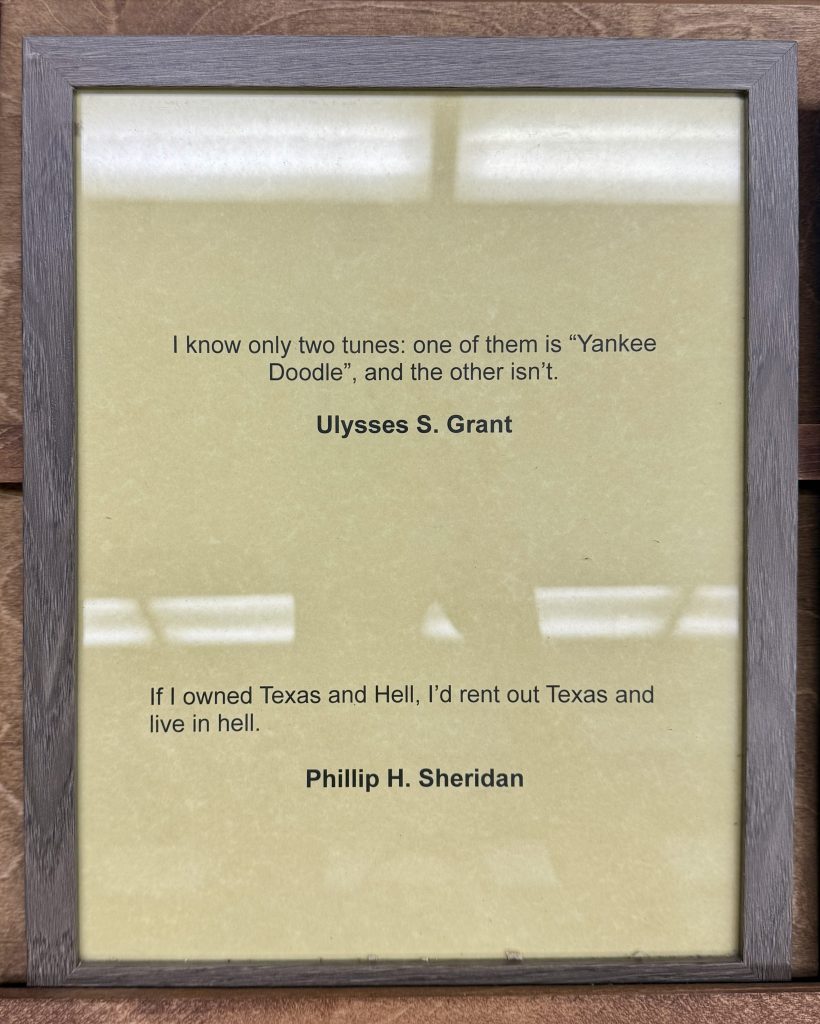 I know only two tunes: one of them is “Yankee
Doodle”, and the other isn’t.
Ulysses S. Grant
If I owned Texas and Hell, I’d rent out Texas and
live in hell.
Phillip H. Sheridan